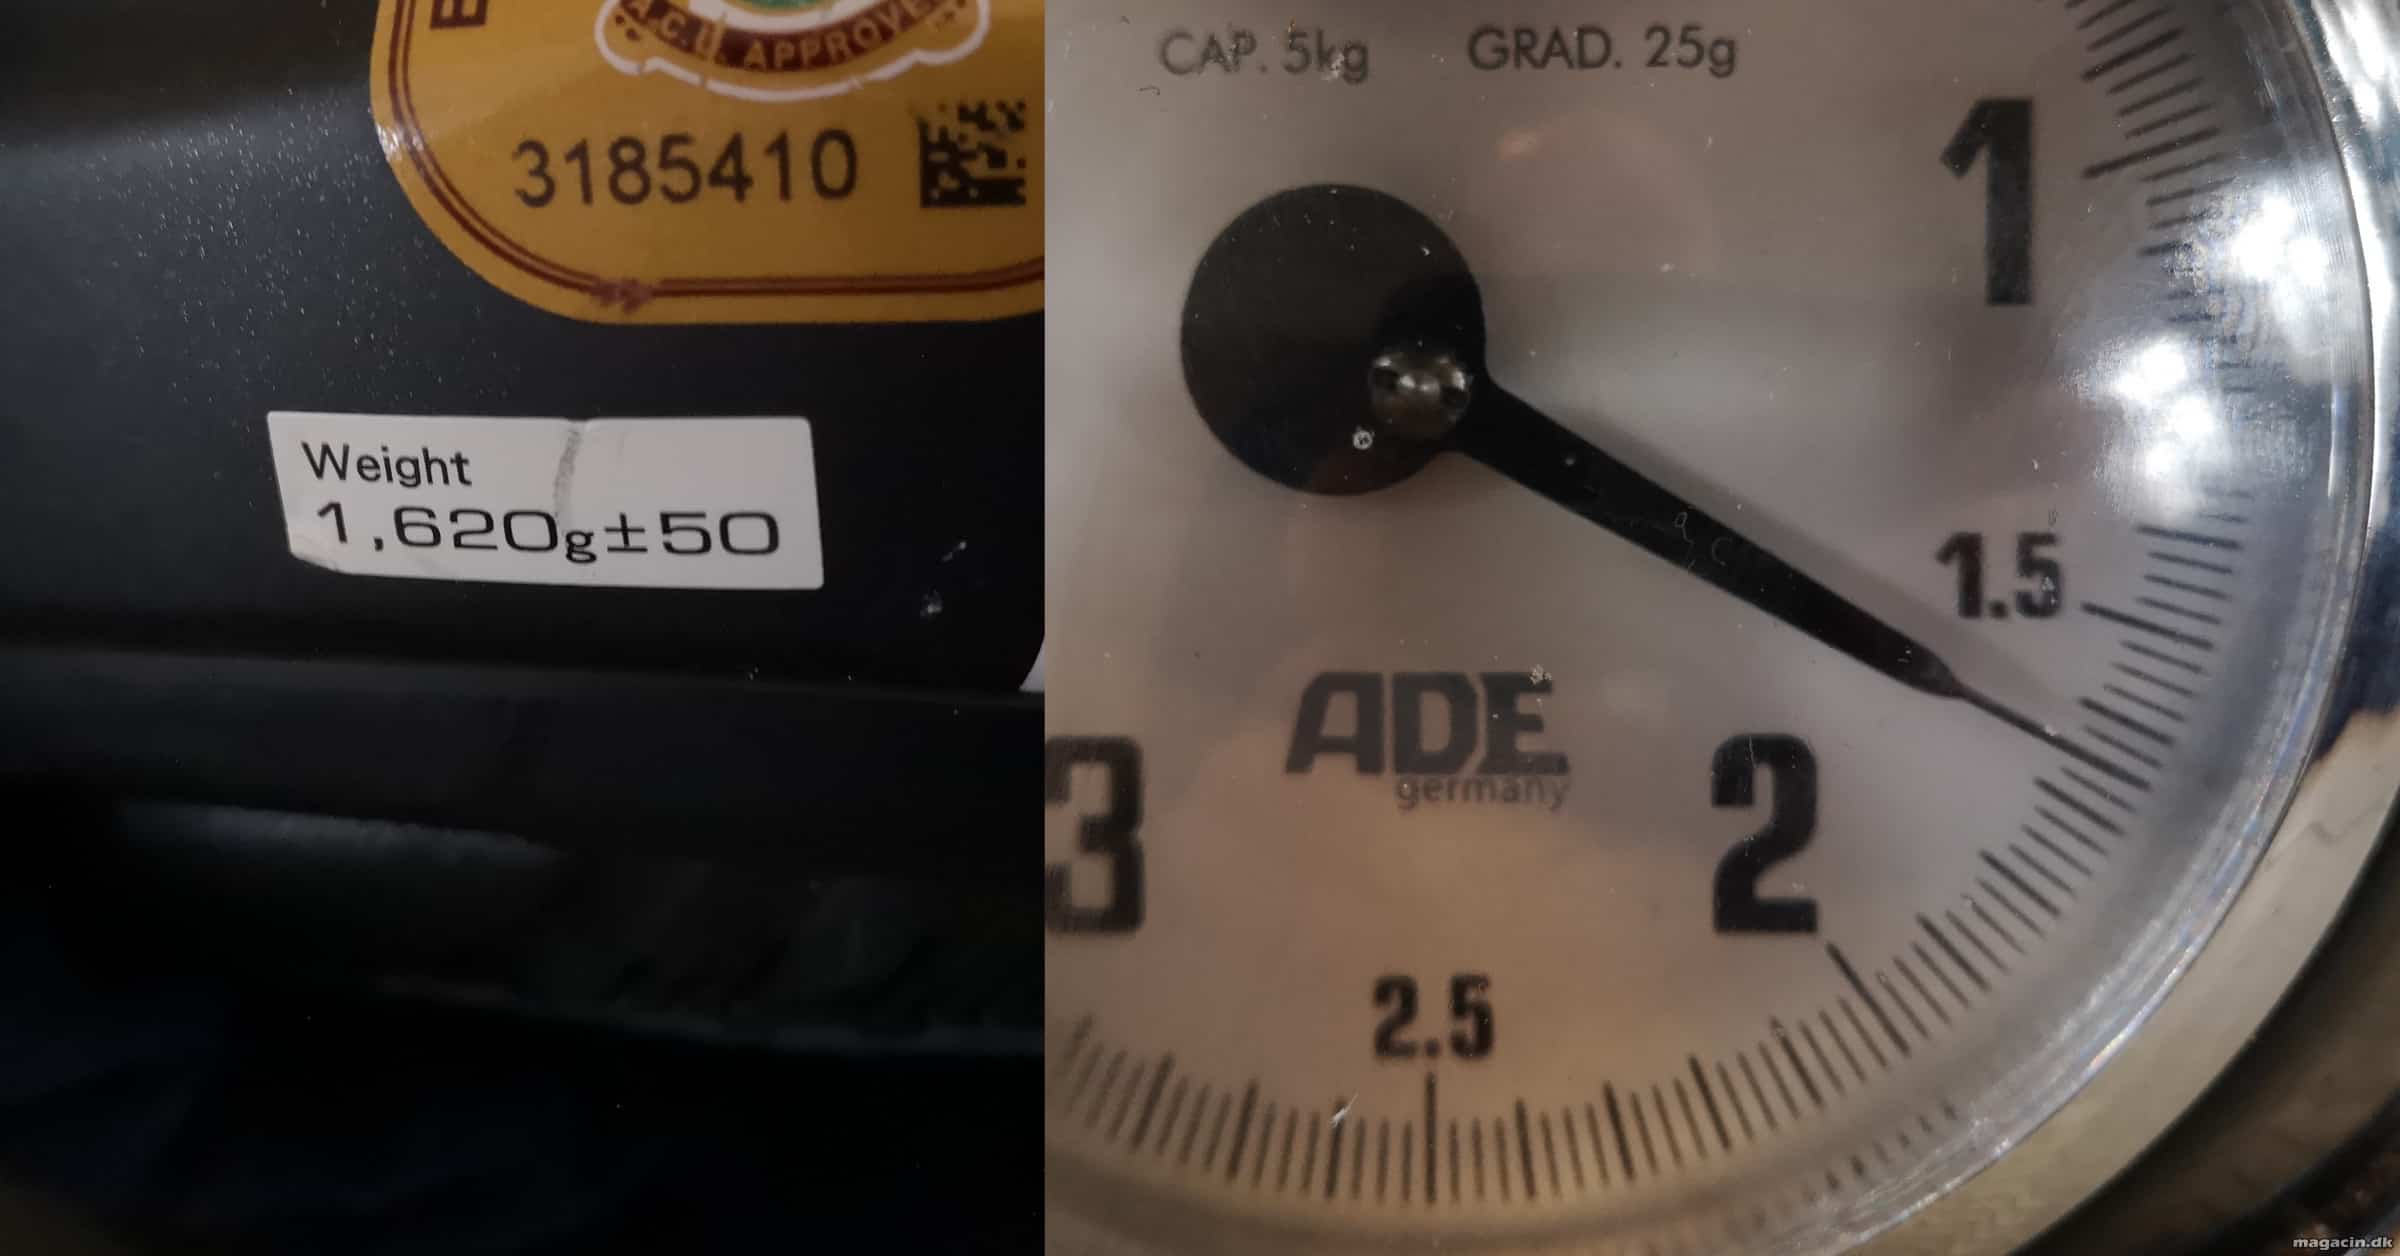 A.C.U. APPROVE
3185410
Weight
1,620g±50
CAP. 5kg GRAD. 25g
1
1.5
2
2.5
3
ADE
germany
magacin.dk